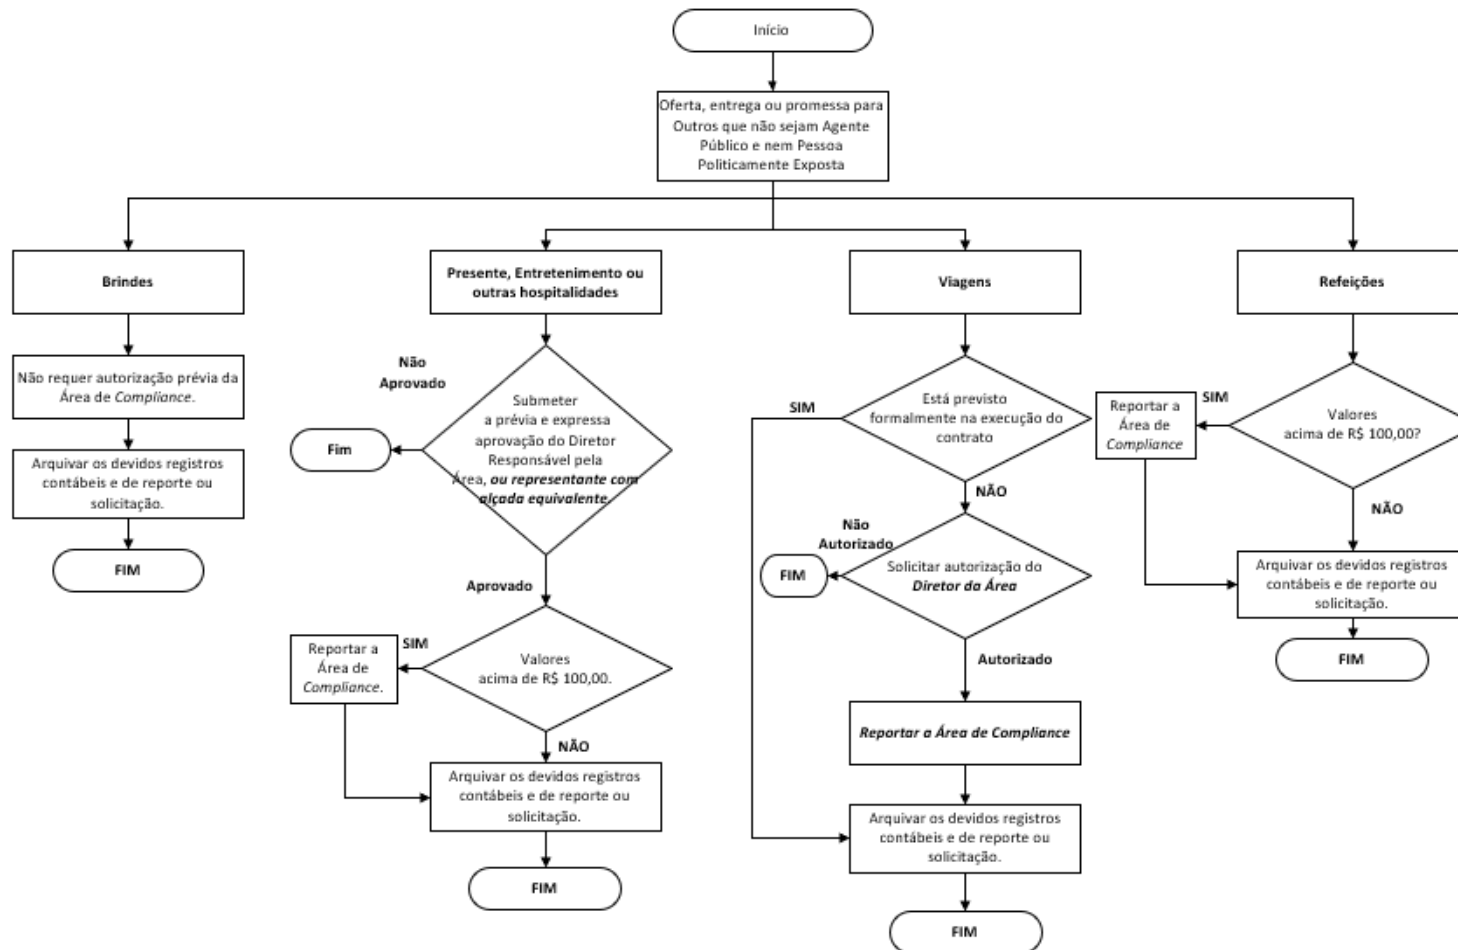 Início
Oferta, entrega ou promessa para
Outros que não sejam Agente
Público e nem Pessoa
Politicamente Exposta
Brindes
Não requer autorização prévia da
Área de Compliance.
Arquivar os devidos registros
contábeis e de reporte ou
solicitação.
FIM
Presente, Entretenimento ou
outras hospitalidades
Não
Aprovado
Submeter
a prévia e expressa
aprovação do Diretor
Responsável pela
Área, ou representante com
alçada equivalente.
Fim
Aprovado
Valores
acima de R$ 100,00.
SIM
Reportar a
Área de
Compliance.
NÃO
Arquivar os devidos registros
contábeis e de reporte ou
solicitação.
FIM
Viagens
Está previsto
formalmente na execução do
contrato
SIM
NÃO
Não
Autorizado
Solicitar autorização do
Diretor da Área
FIM
Autorizado
Reportar a Área de Compliance
Arquivar os devidos registros
contábeis e de reporte ou
solicitação.
FIM
Refeições
Valores
acima de R$ 100,00?
SIM
Reportar a
Área de
Compliance
NÃO
Arquivar os devidos registros
contábeis e de reporte ou
solicitação.
FIM